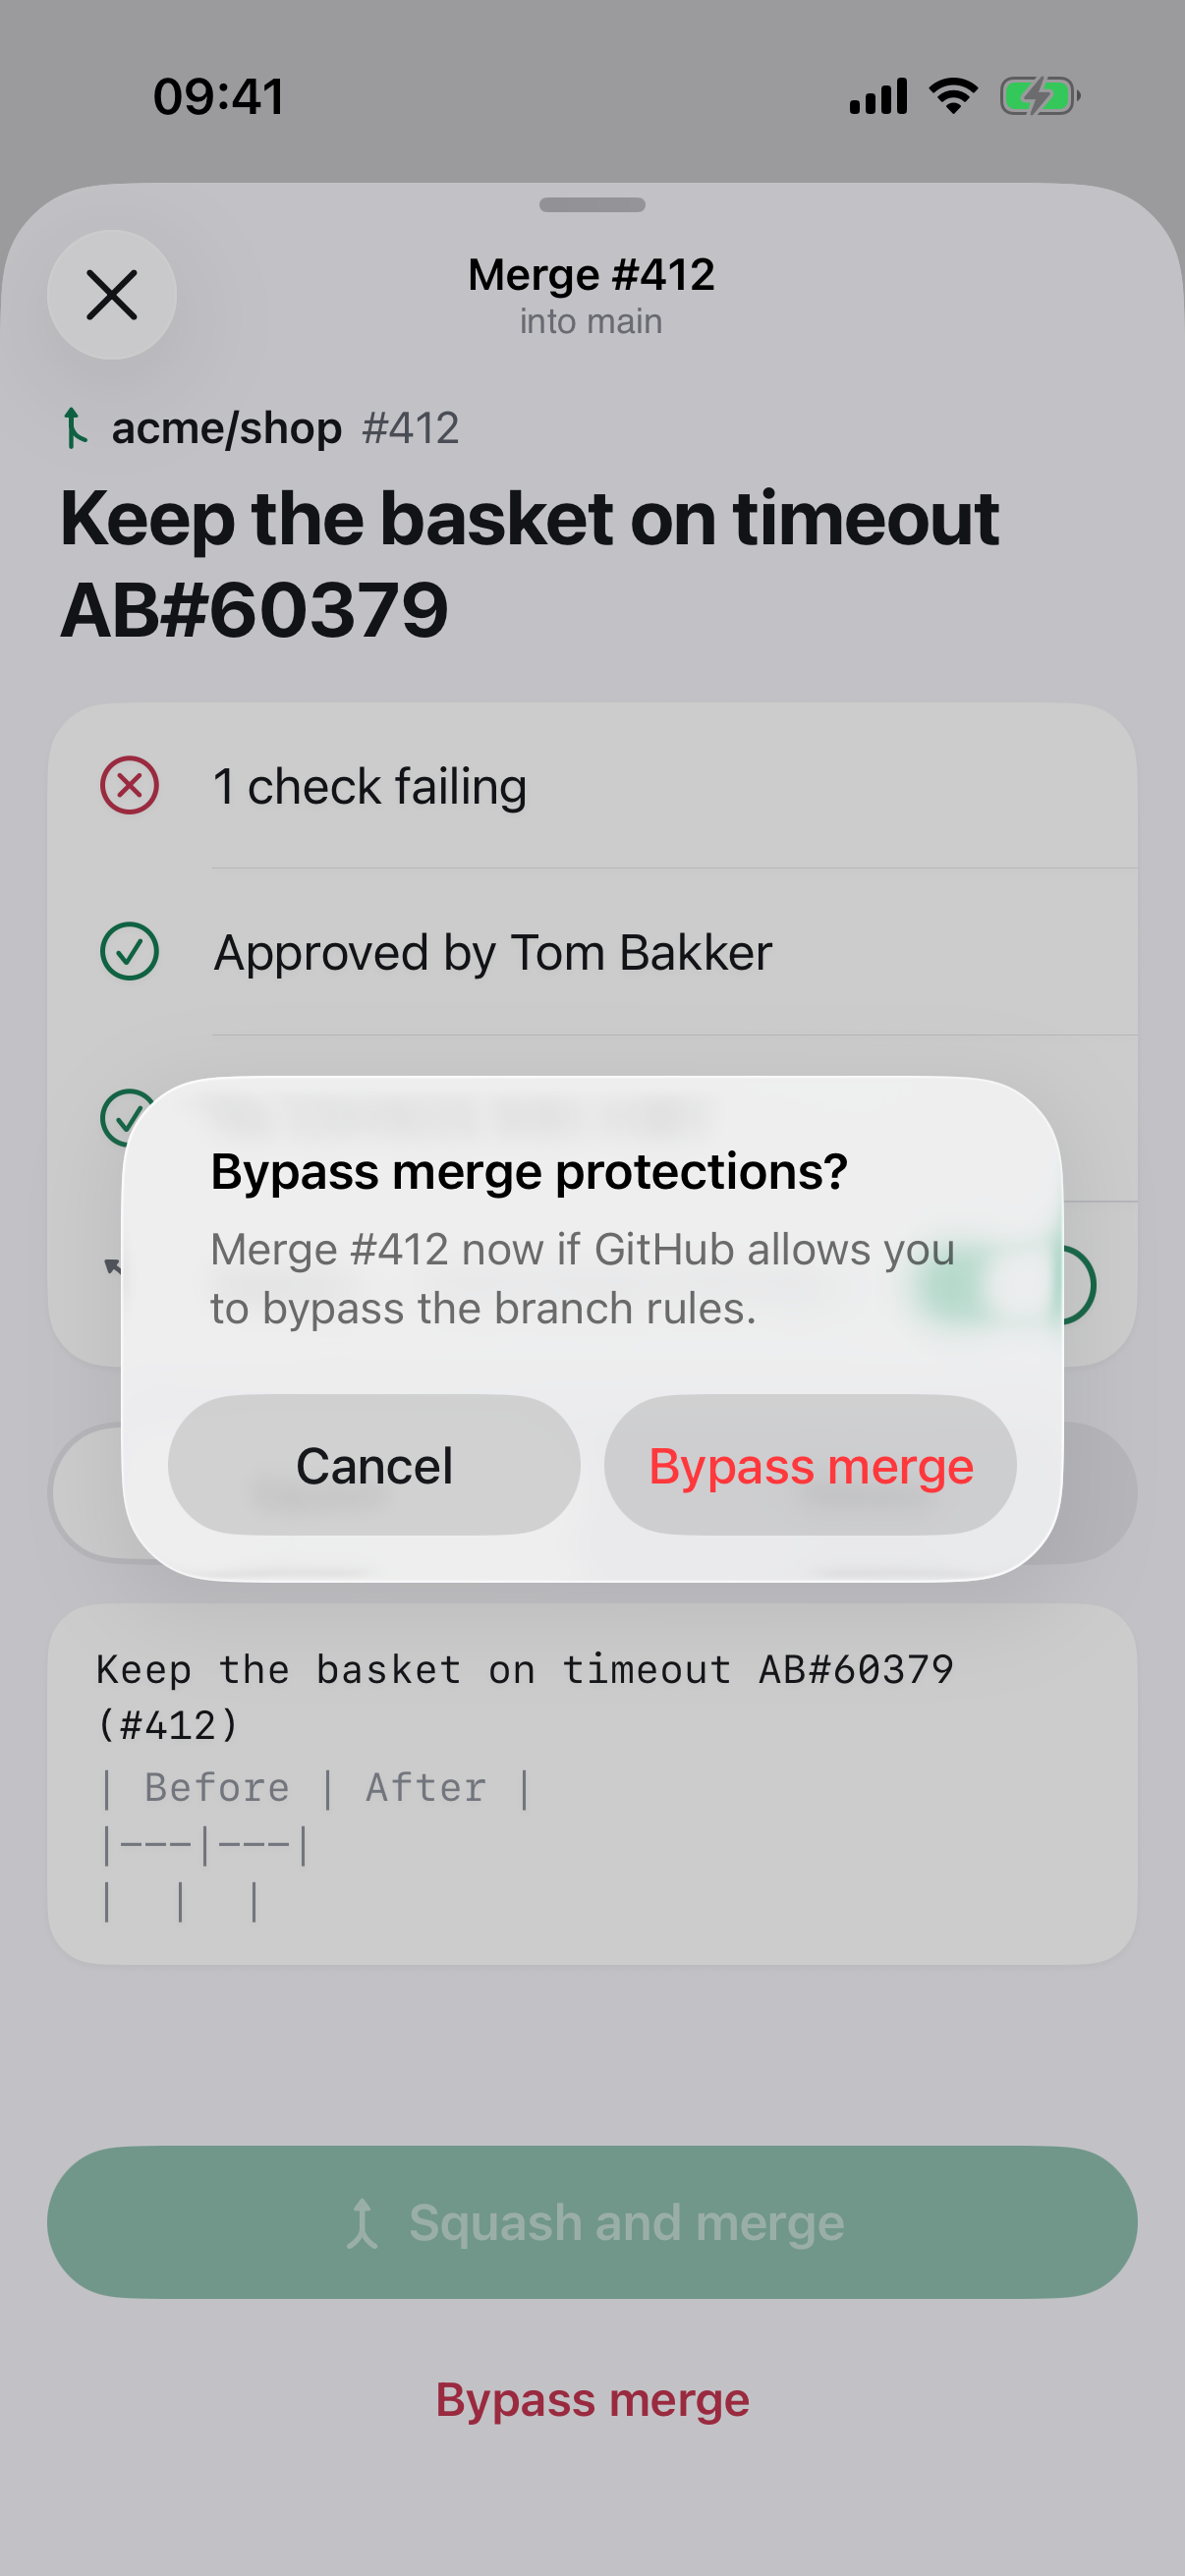 09:41
Merge #412
into main
acme/shop #412
Keep the basket on timeout
AB#60379
1 check failing
Approved by Tom Bakker
Bypass merge protections?
Merge #412 now if GitHub allows you
to bypass the branch rules.
Cancel
Bypass merge
Keep the basket on timeout AB#60379
(#412)
| Before | After |
|---|---|
| | |
Squash and merge
Bypass merge